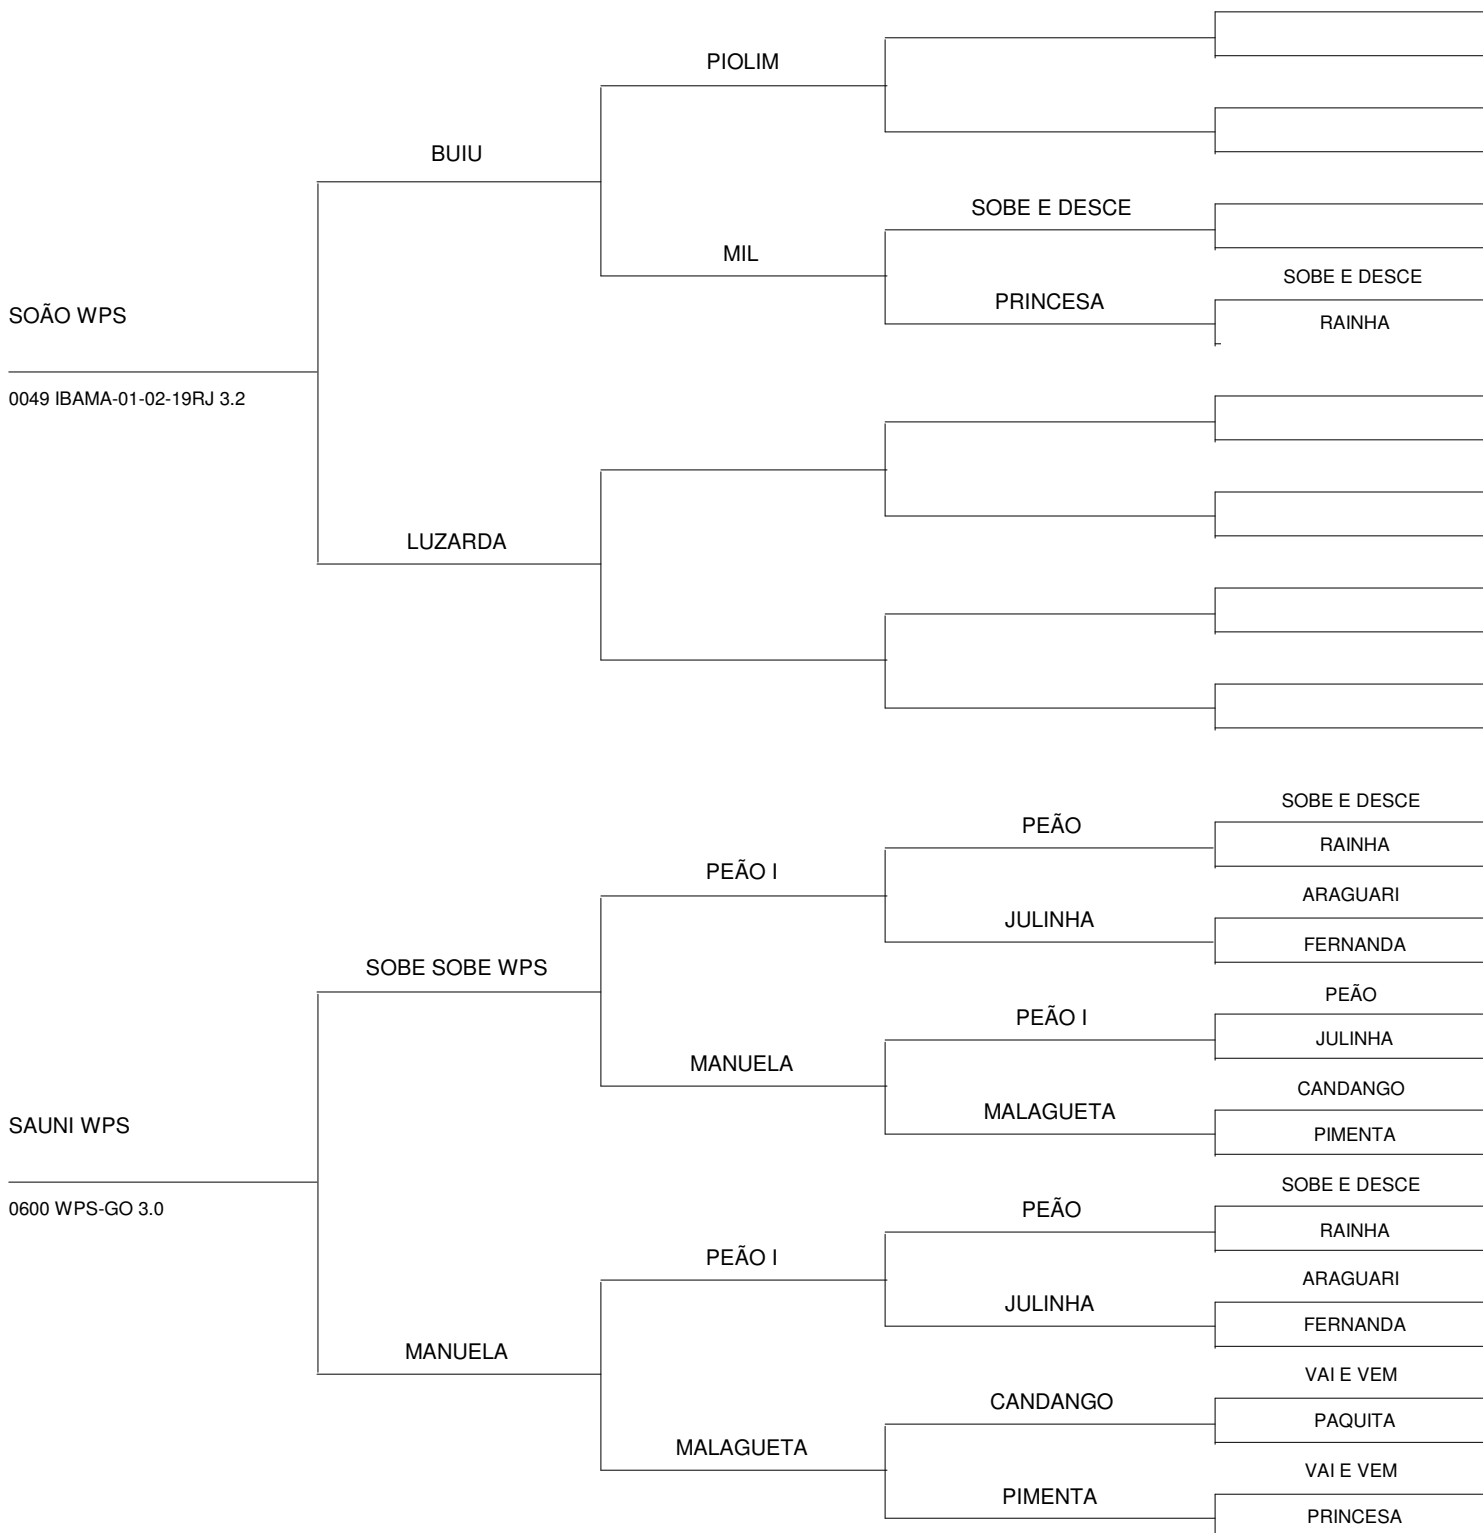 PIOLIM
BUIU
SOBE E DESCE
MIL
SOBE E DESCE
PRINCESA
SOÃO WPS
RAINHA
0049 IBAMA-01-02-19RJ 3.2
LUZARDA
SOBE E DESCE
PEÃO
RAINHA
PEÃO I
ARAGUARI
JULINHA
FERNANDA
SOBE SOBE WPS
PEÃO
PEÃO I
JULINHA
MANUELA
CANDANGO
MALAGUETA
SAUNI WPS
PIMENTA
SOBE E DESCE
0600 WPS-GO 3.0
PEÃO
RAINHA
PEÃO I
ARAGUARI
JULINHA
FERNANDA
MANUELA
VAI E VEM
CANDANGO
PAQUITA
MALAGUETA
VAI E VEM
PIMENTA
PRINCESA